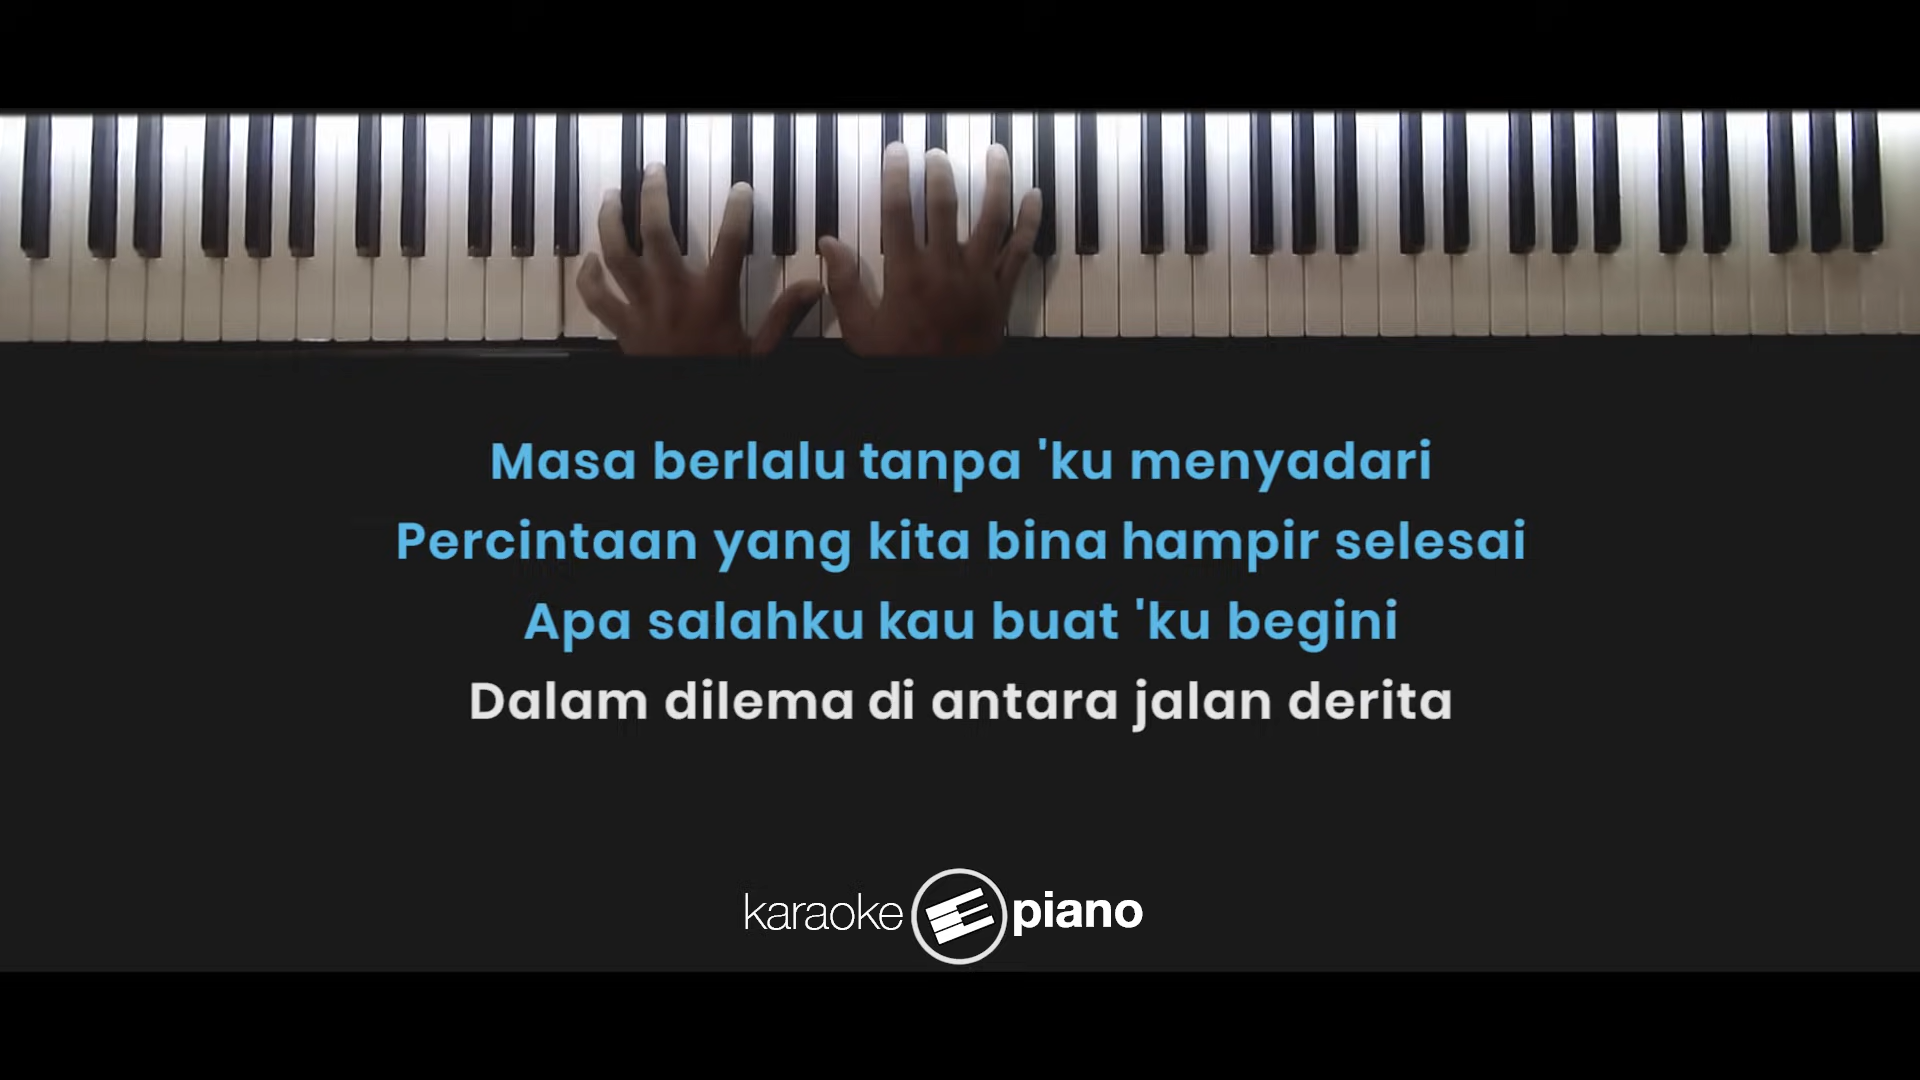 Masa berlalu tanpa 'ku menyadari
Percintaan yang kita bina hampir selesai
Apa salahku kau buat 'ku begini
Dalam dilema di antara jalan derita
karaoke piano